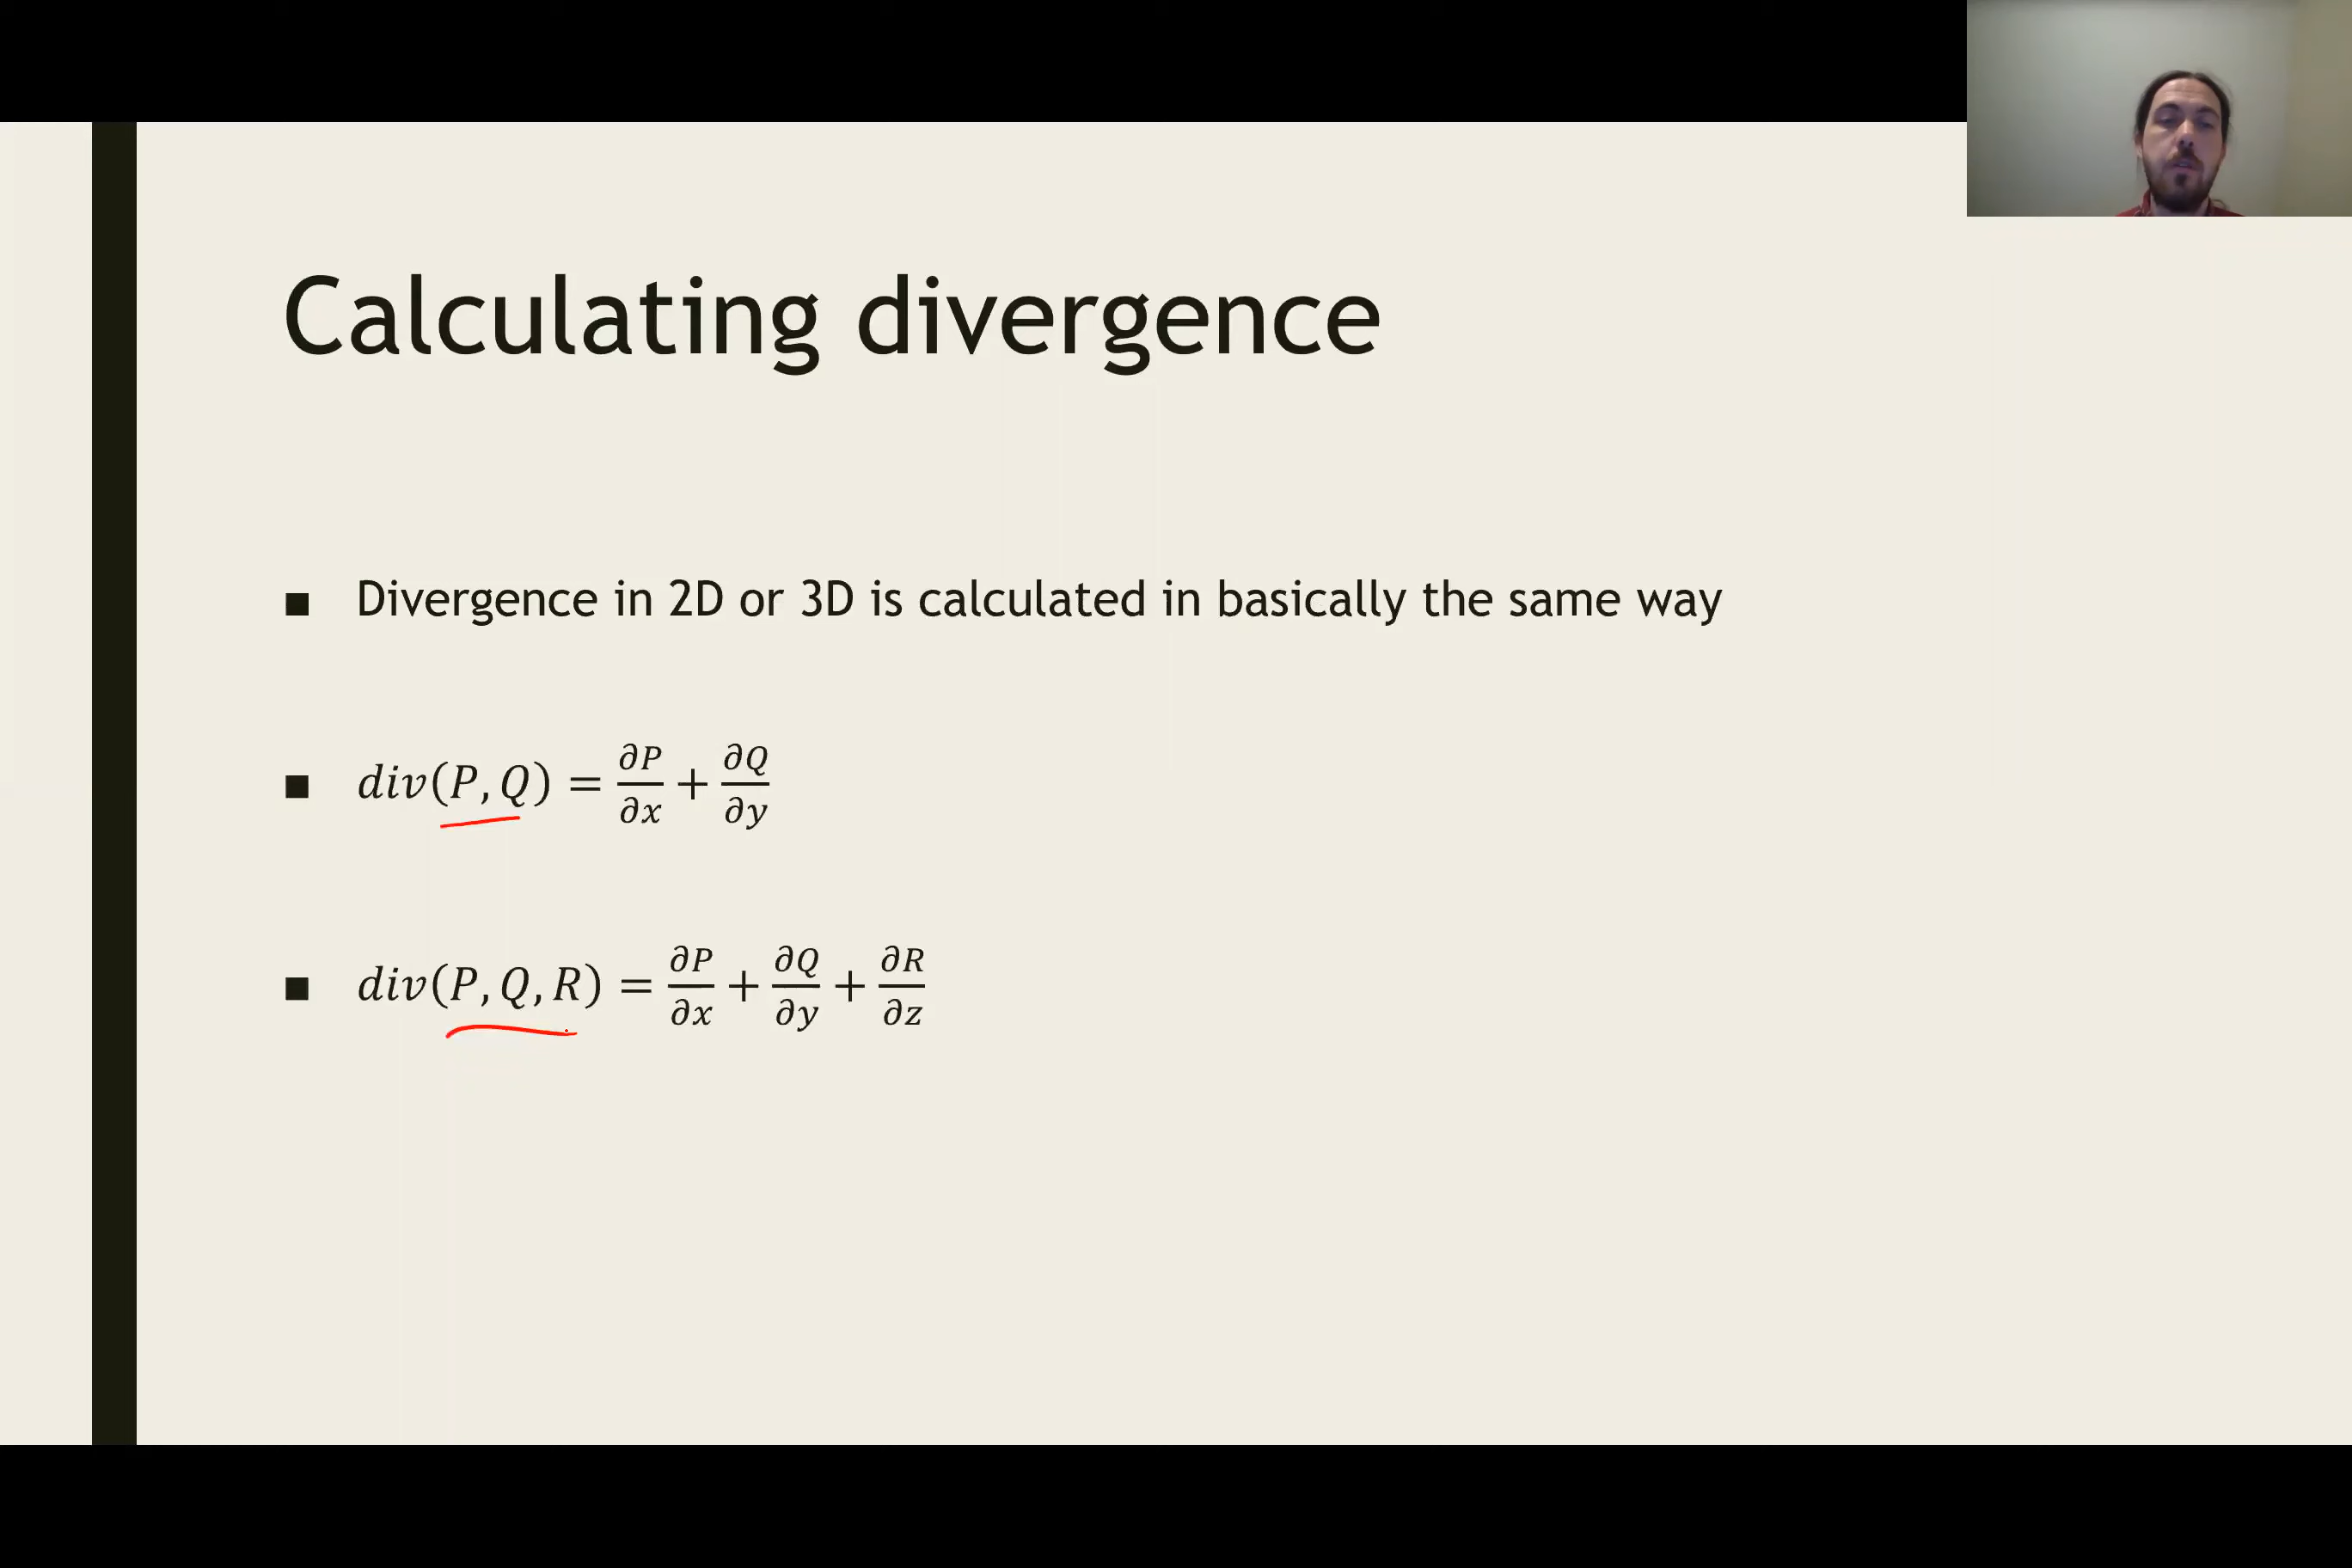 Calculating divergence
■ Divergence in 2D or 3D is calculated in basically the same way
■ div(P, Q) = ∂P/∂x + ∂Q/∂y
■ div(P, Q, R) = ∂P/∂x + ∂Q/∂y + ∂R/∂z